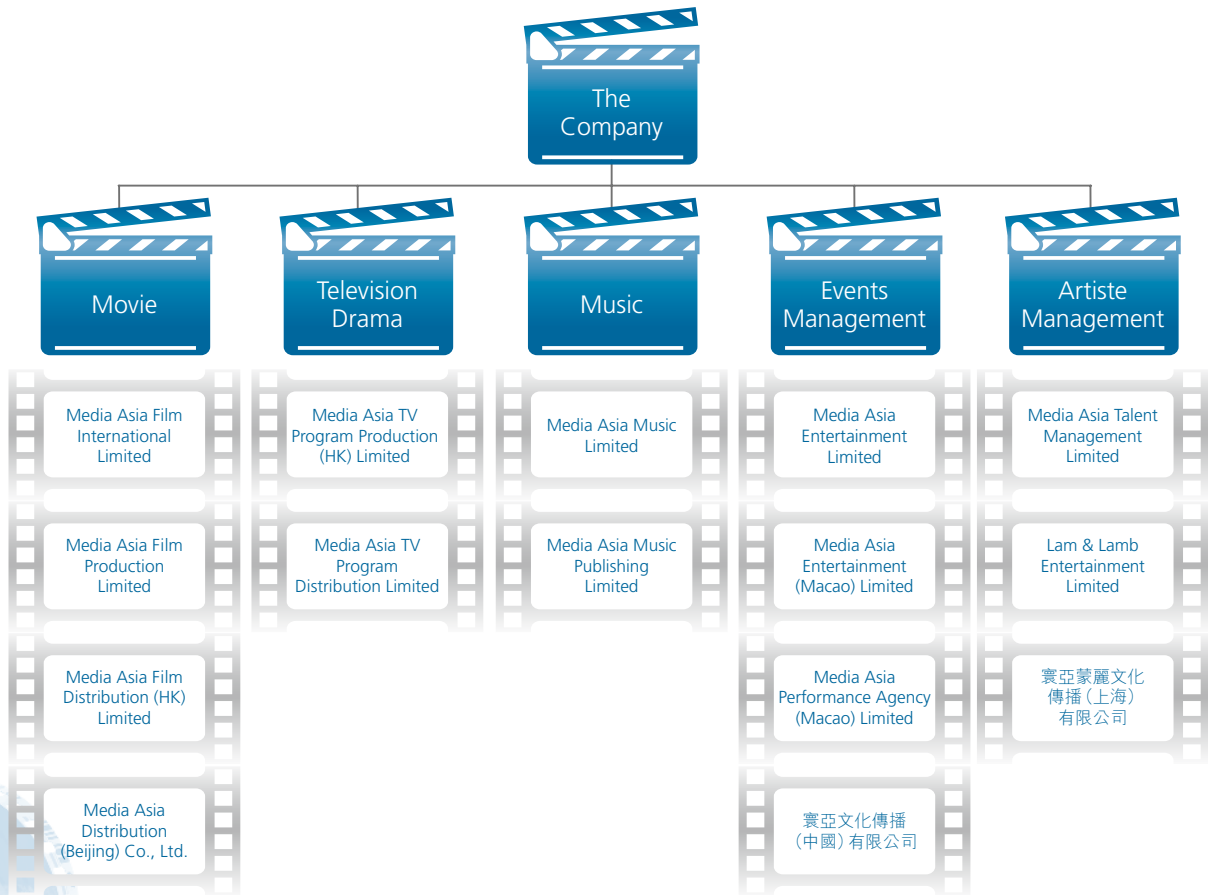 The
Company
Movie
Television
Drama
Music
Events
Management
Artiste
Management
Media Asia Film
International
Limited
Media Asia Film
Production
Limited
Media Asia Film
Distribution (HK)
Limited
Media Asia
Distribution
(Beijing) Co., Ltd.
Media Asia TV
Program Production
(HK) Limited
Media Asia TV
Program
Distribution Limited
Media Asia Music
Limited
Media Asia Music
Publishing
Limited
Media Asia
Entertainment
Limited
Media Asia
Entertainment
(Macao) Limited
Media Asia
Performance Agency
(Macao) Limited
寰亞文化傳播
（中國）有限公司
Media Asia Talent
Management
Limited
Lam & Lamb
Entertainment
Limited
寰亞蒙麗文化
傳播（上海）
有限公司